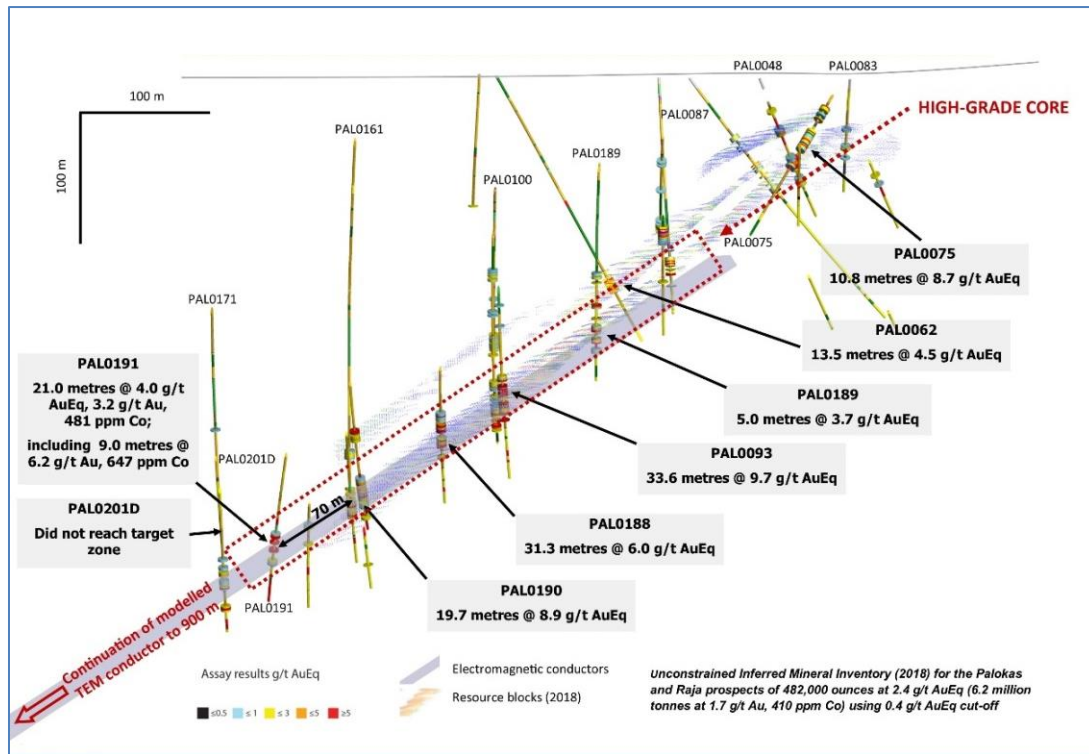 PAL0048
PAL0083
100 m
100 m
PAL0161
PAL0087
HIGH-GRADE CORE
PAL0189
PAL0100
PAL0075
PAL0075
10.8 metres @ 8.7 g/t AuEq
PAL0171
PAL0062
13.5 metres @ 4.5 g/t AuEq
PAL0191
21.0 metres @ 4.0 g/t
AuEq, 3.2 g/t Au,
481 ppm Co;
including 9.0 metres @
6.2 g/t Au, 647 ppm Co
PAL0189
5.0 metres @ 3.7 g/t AuEq
PAL0201D
PAL0093
33.6 metres @ 9.7 g/t AuEq
70 m
PAL0201D
Did not reach target
zone
PAL0188
31.3 metres @ 6.0 g/t AuEq
PAL0191
PAL0190
19.7 metres @ 8.9 g/t AuEq
Continuation of modelled
TEM conductor to 900 m
Assay results g/t AuEq
≤0.5 ≤ 1 ≤ 3 ≤5 ≥5
Electromagnetic conductors
Resource blocks (2018)
Unconstrained Inferred Mineral Inventory (2018) for the Palokas
and Raja prospects of 482,000 ounces at 2.4 g/t AuEq (6.2 million
tonnes at 1.7 g/t Au, 410 ppm Co) using 0.4 g/t AuEq cut-off